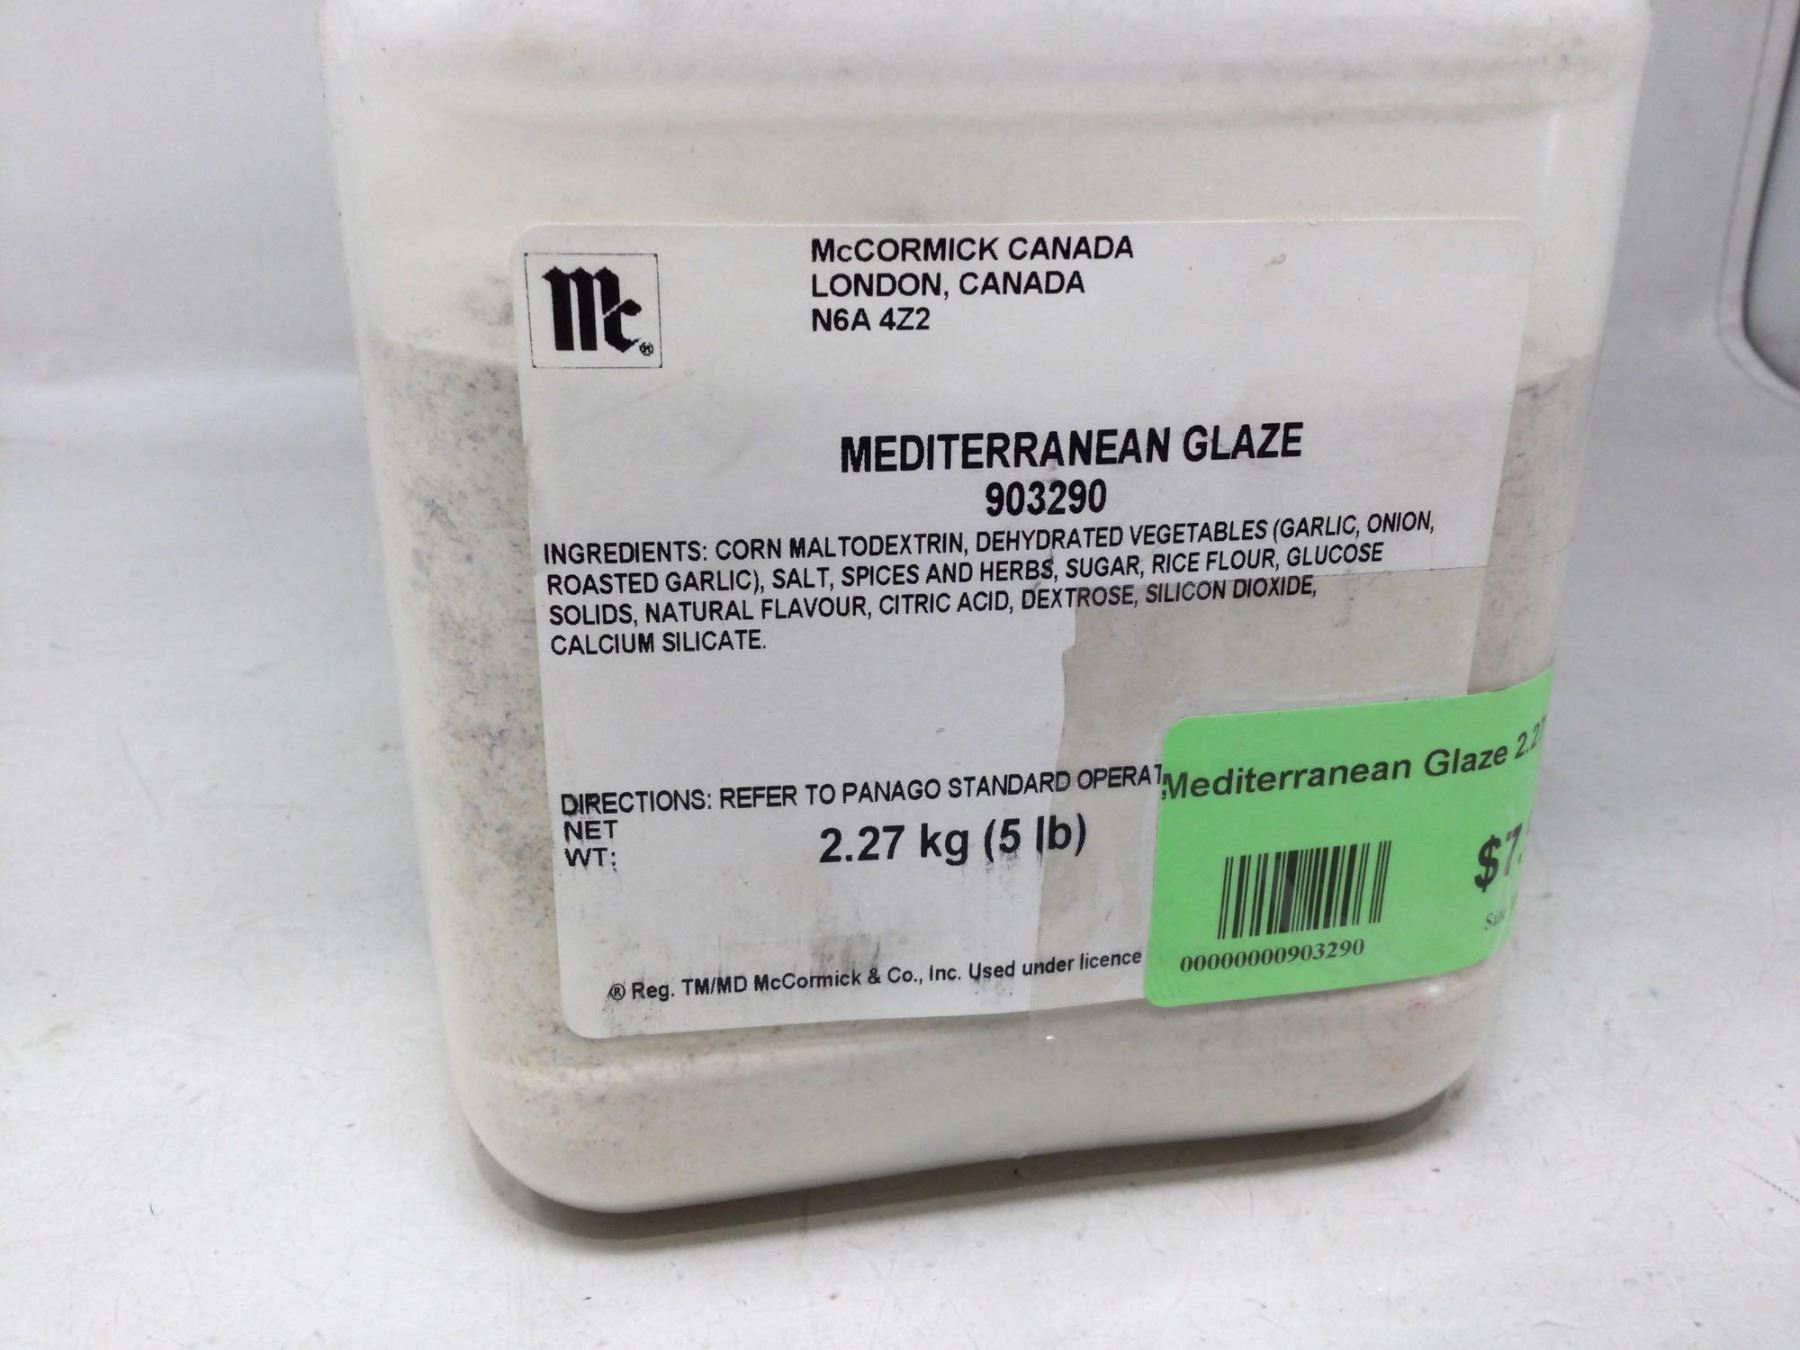 Mc®
McCORMICK CANADA
LONDON, CANADA
N6A 4Z2
MEDITERRANEAN GLAZE
903290
INGREDIENTS: CORN MALTODEXTRIN, DEHYDRATED VEGETABLES (GARLIC, ONION,
ROASTED GARLIC), SALT, SPICES AND HERBS, SUGAR, RICE FLOUR, GLUCOSE
SOLIDS, NATURAL FLAVOUR, CITRIC ACID, DEXTROSE, SILICON DIOXIDE,
CALCIUM SILICATE.
DIRECTIONS: REFER TO PANAGO STANDARD OPERAT
NET
WT:
2.27 kg (5 lb)
® Reg. TM/MD McCormick & Co., Inc. Used under licence
Mediterranean Glaze 2.27
$7.
00000000903290